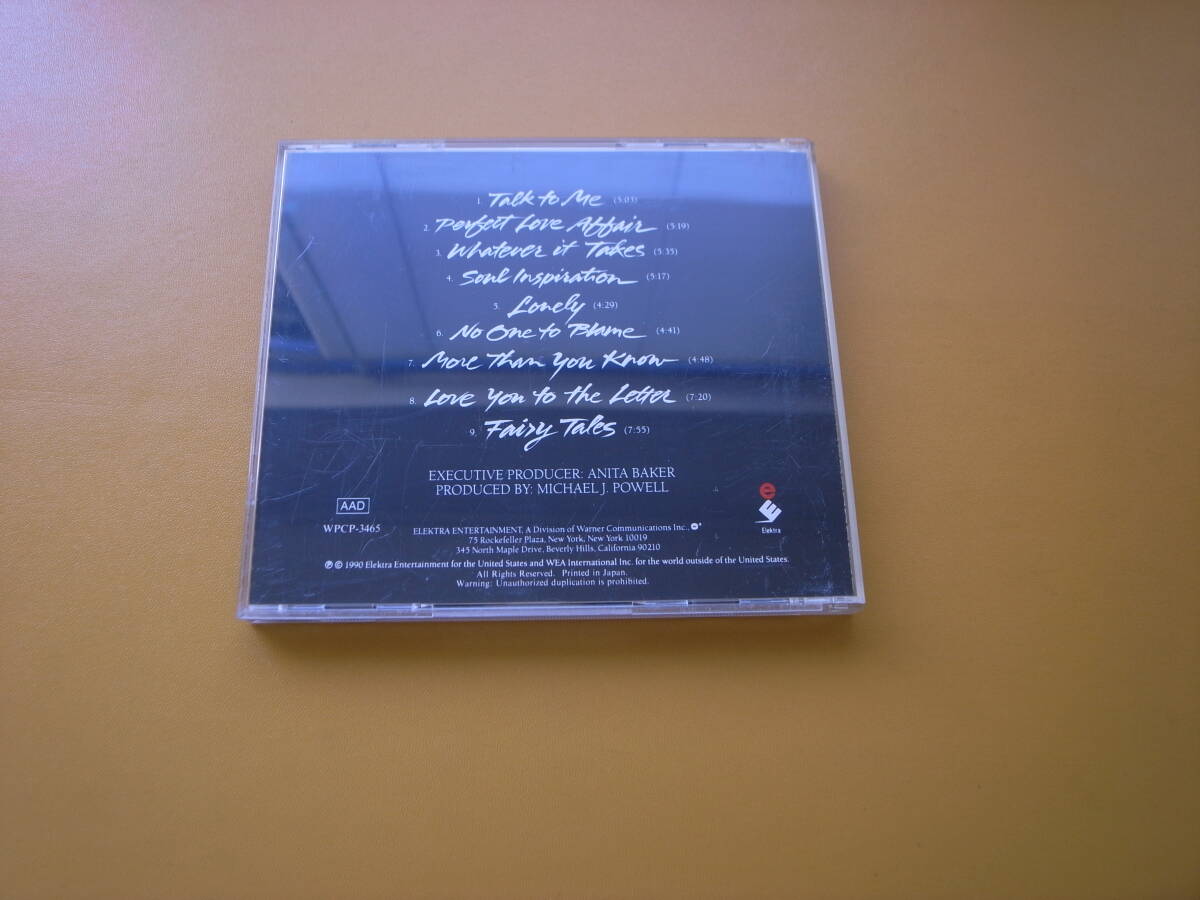 1. Talk to Me (5:03)
2. Perfect Love Affair (5:19)
3. Whatever it Takes (5:35)
4. Soul Inspiration (5:17)
5. Lonely (4:29)
6. No One to Blame (4:41)
7. More Than You Know (4:48)
8. Love You to the Letter (7:20)
9. Fairy Tales (7:55)
EXECUTIVE PRODUCER: ANITA BAKER
PRODUCED BY: MICHAEL J. POWELL
AAD
WPCP-3465
ELEKTRA ENTERTAINMENT, A Division of Warner Communications Inc.,
75 Rockefeller Plaza, New York, New York 10019
345 North Maple Drive, Beverly Hills, California 90210
℗ © 1990 Elektra Entertainment for the United States and WEA International Inc. for the world outside of the United States.
All Rights Reserved. Printed in Japan.
Warning: Unauthorized duplication is prohibited.
e
E
Elektra